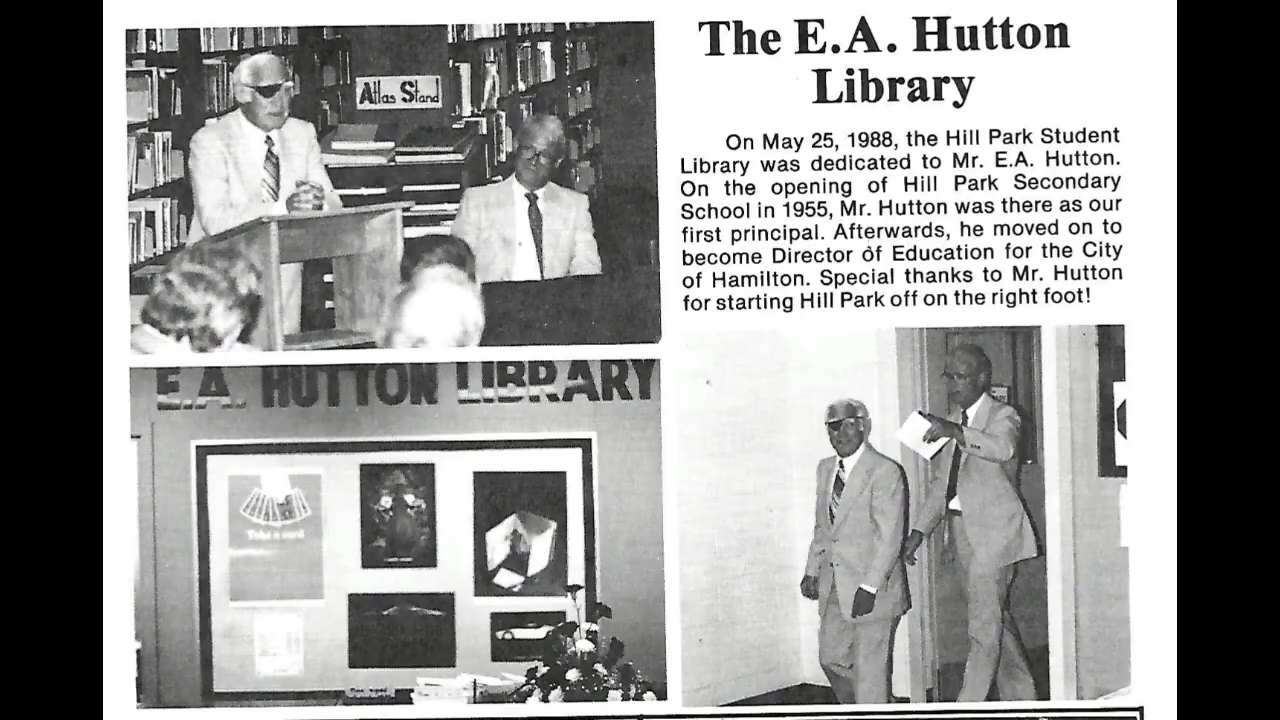 The E.A. Hutton
Library
On May 25, 1988, the Hill Park Student
Library was dedicated to Mr. E.A. Hutton.
On the opening of Hill Park Secondary
School in 1955, Mr. Hutton was there as our
first principal. Afterwards, he moved on to
become Director of Education for the City
of Hamilton. Special thanks to Mr. Hutton
for starting Hill Park off on the right foot!
Atlas Stand
E.A. HUTTON LIBRARY
Take a card